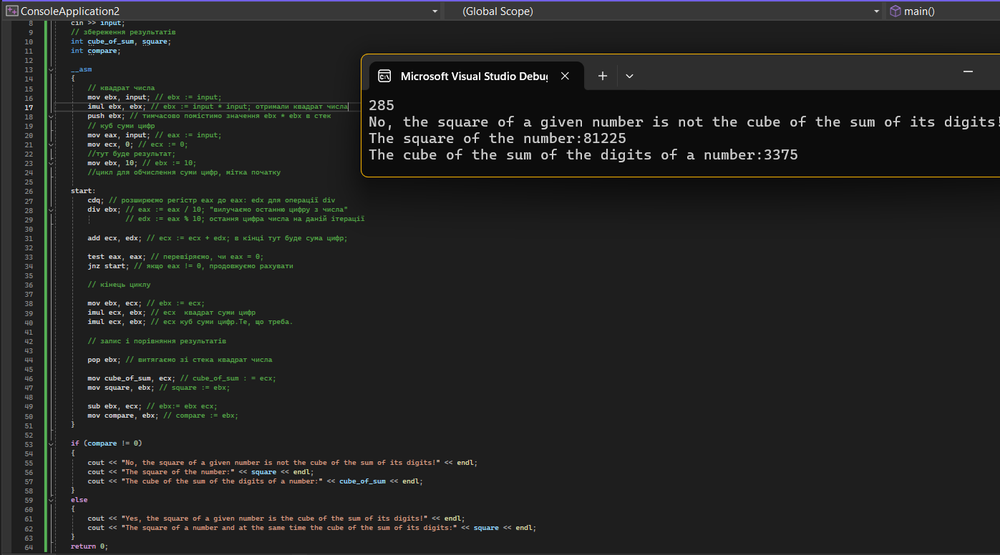 ConsoleApplication2
(Global Scope)
main()
8 cin >> input;
9 // збереження результатів
10 int cube_of_sum, square;
11 int compare;
12
13 __asm
14 {
15 // квадрат числа
16 mov ebx, input; // ebx := input;
17 imul ebx, ebx; // ebx := input * input; отримали квадрат числа
18 push ebx; // тимчасово помістимо значення ebx * ebx в стек
19 // куб суми цифр
20 mov eax, input; // eax := input;
21 mov ecx, 0; // ecx := 0;
22 //тут буде результат;
23 mov ebx, 10; // ebx := 10;
24 //цикл для обчислення суми цифр, мітка початку
25
26 start:
27 cdq; // розширюємо регістр eax до eax: edx для операції div
28 div ebx; // eax := eax / 10; "вилучаємо останню цифру з числа"
29 // edx := eax % 10; остання цифра числа на даній ітерації
30
31 add ecx, edx; // ecx := ecx + edx; в кінці тут буде сума цифр;
32
33 test eax, eax; // перевіряємо, чи eax = 0;
34 jnz start; // якщо eax != 0, продовжуємо рахувати
35
36 // кінець циклу
37
38 mov ebx, ecx; // ebx := ecx;
39 imul ecx, ebx; // ecx квадрат суми цифр
40 imul ecx, ebx; // ecx куб суми цифр.Те, що треба.
41
42 // запис і порівняння результатів
43
44 pop ebx; // витягаємо зі стека квадрат числа
45
46 mov cube_of_sum, ecx; // cube_of_sum : = ecx;
47 mov square, ebx; // square := ebx;
48
49 sub ebx, ecx; // ebx:= ebx ecx;
50 mov compare, ebx; // compare := ebx;
51 }
52
53 if (compare != 0)
54 {
55 cout << "No, the square of a given number is not the cube of the sum of its digits!" << endl;
56 cout << "The square of the number:" << square << endl;
57 cout << "The cube of the sum of the digits of a number:" << cube_of_sum << endl;
58 }
59 else
60 {
61 cout << "Yes, the square of a given number is the cube of the sum of its digits!" << endl;
62 cout << "The square of a number and at the same time the cube of the sum of its digits:" << square << endl;
63 }
64 return 0;
Microsoft Visual Studio Debug
285
No, the square of a given number is not the cube of the sum of its digits!
The square of the number:81225
The cube of the sum of the digits of a number:3375